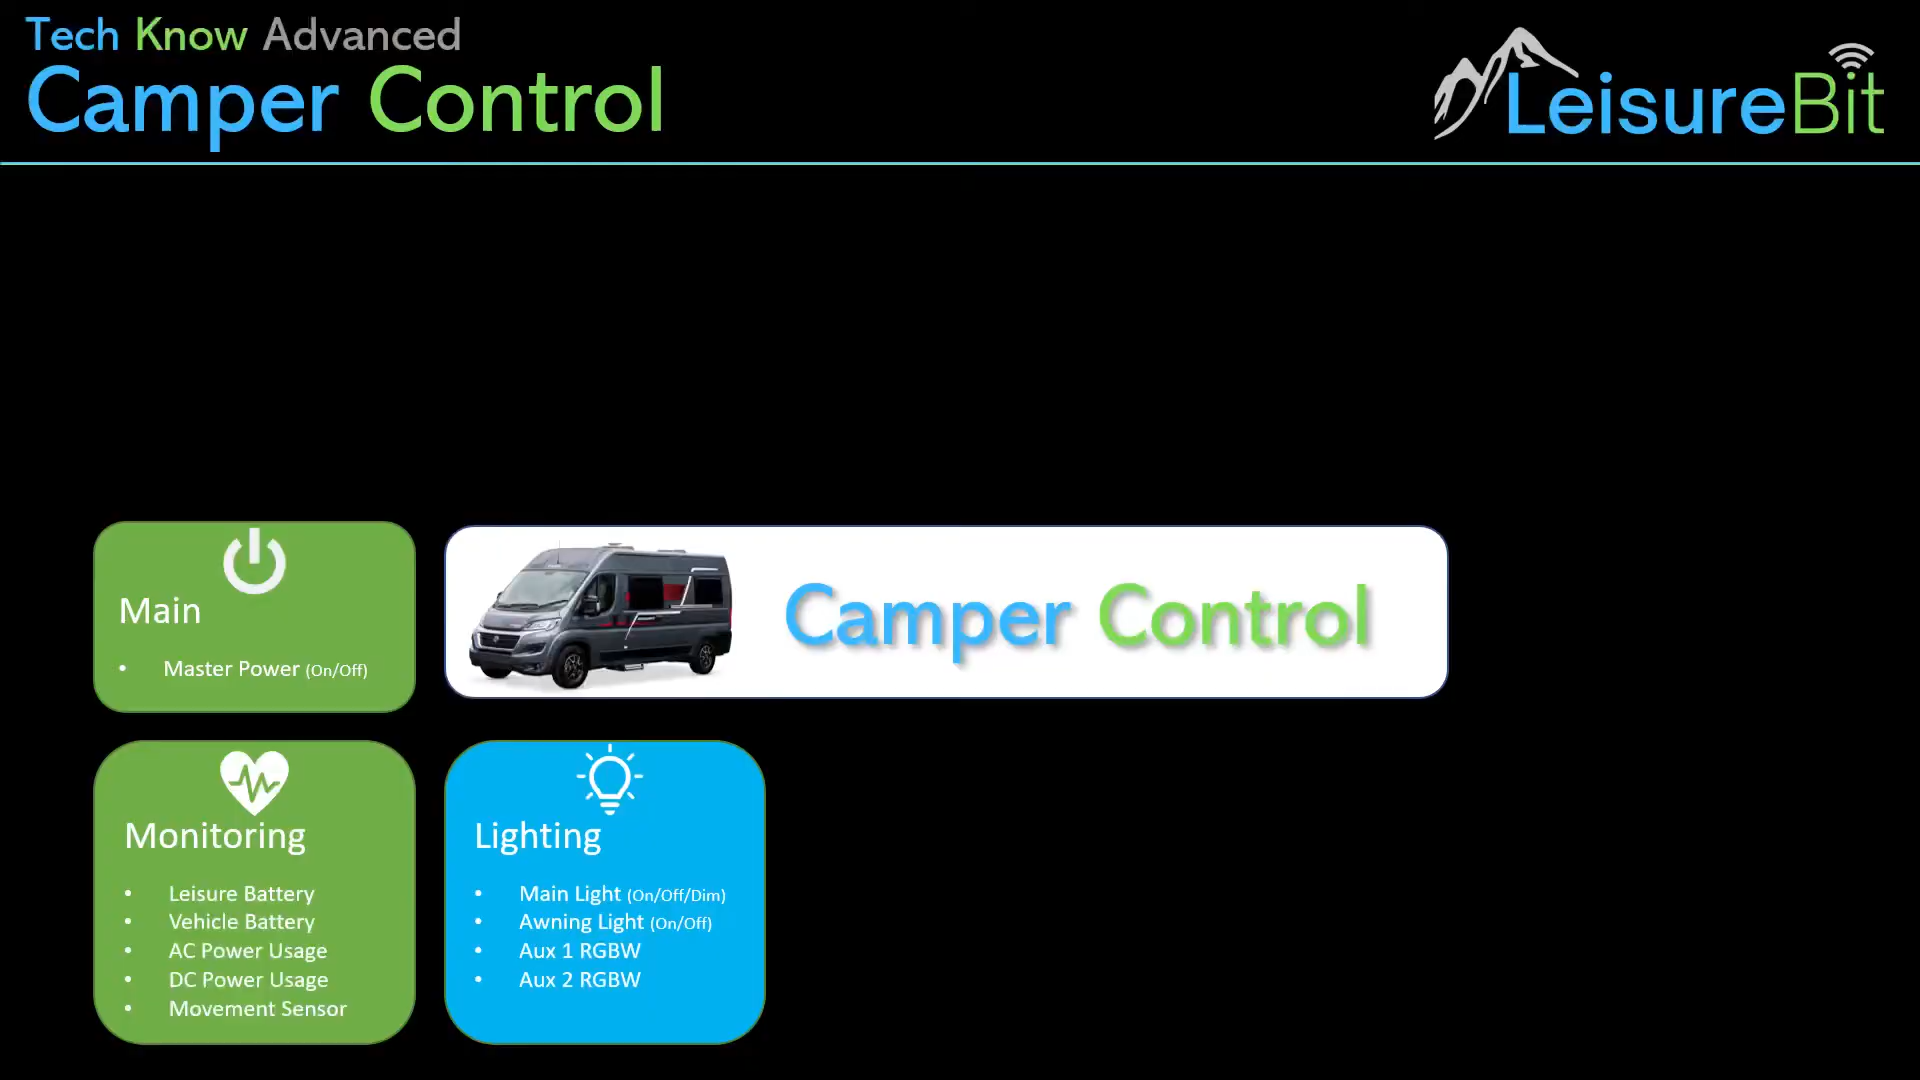 Tech Know Advanced
Camper Control
LeisureBit
Main
• Master Power (On/Off)
Camper Control
Monitoring
• Leisure Battery
• Vehicle Battery
• AC Power Usage
• DC Power Usage
• Movement Sensor
Lighting
• Main Light (On/Off/Dim)
• Awning Light (On/Off)
• Aux 1 RGBW
• Aux 2 RGBW